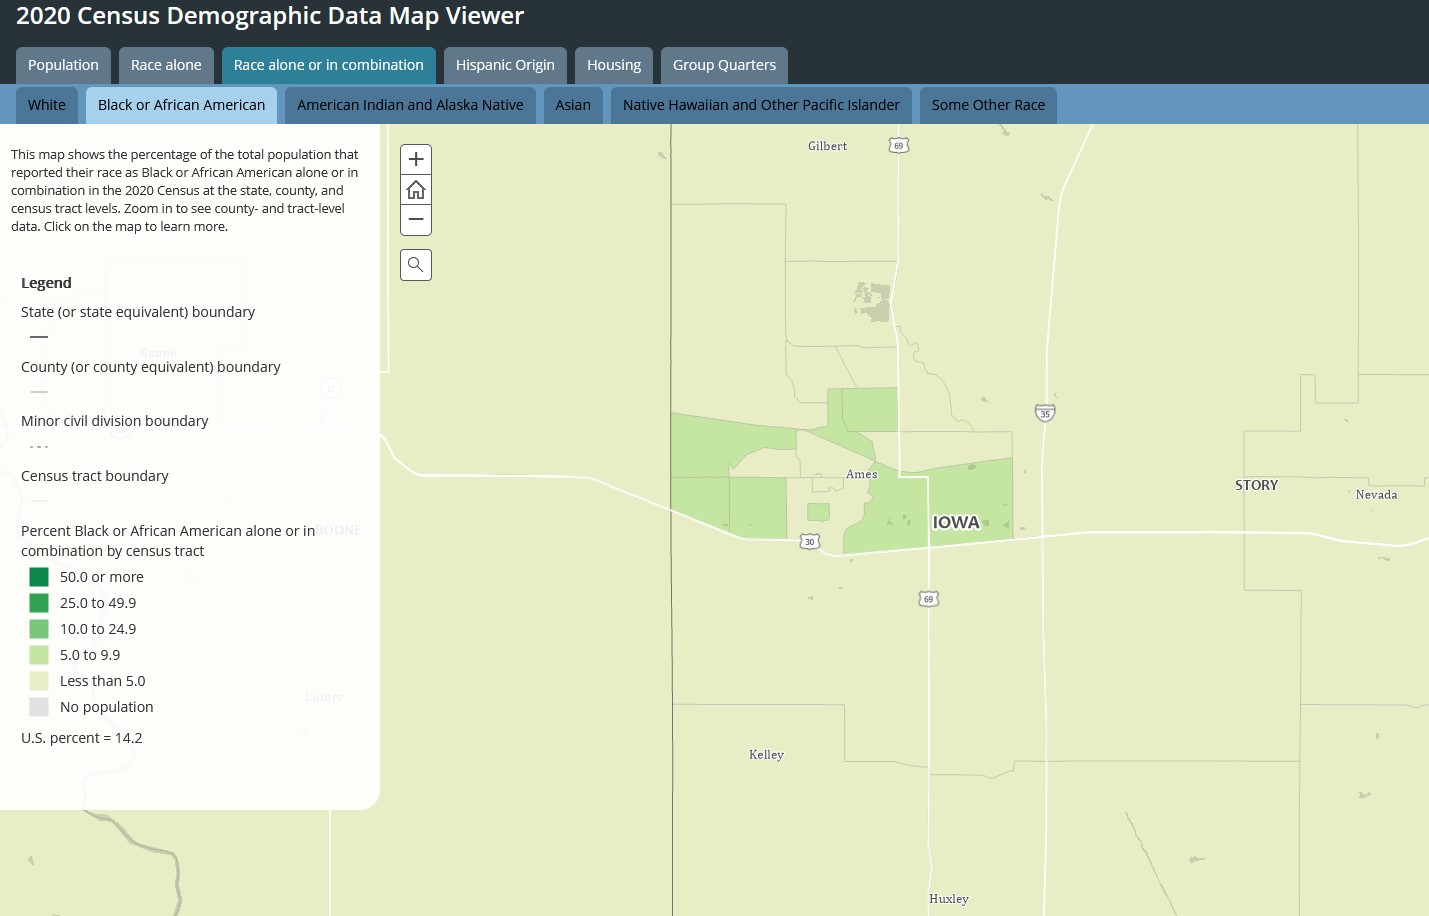 2020 Census Demographic Data Map Viewer
Population
Race alone
Race alone or in combination
Hispanic Origin
Housing
Group Quarters
White
Black or African American
American Indian and Alaska Native
Asian
Native Hawaiian and Other Pacific Islander
Some Other Race
This map shows the percentage of the total population that
reported their race as Black or African American alone or in
combination in the 2020 Census at the state, county, and
census tract levels. Zoom in to see county- and tract-level
data. Click on the map to learn more.
Legend
State (or state equivalent) boundary
County (or county equivalent) boundary
Minor civil division boundary
Census tract boundary
Percent Black or African American alone or in
combination by census tract
50.0 or more
25.0 to 49.9
10.0 to 24.9
5.0 to 9.9
Less than 5.0
No population
U.S. percent = 14.2
Boone
17
BOONE
Luther
+
−
Gilbert
69
35
Ames
STORY
Nevada
IOWA
30
69
Kelley
Huxley